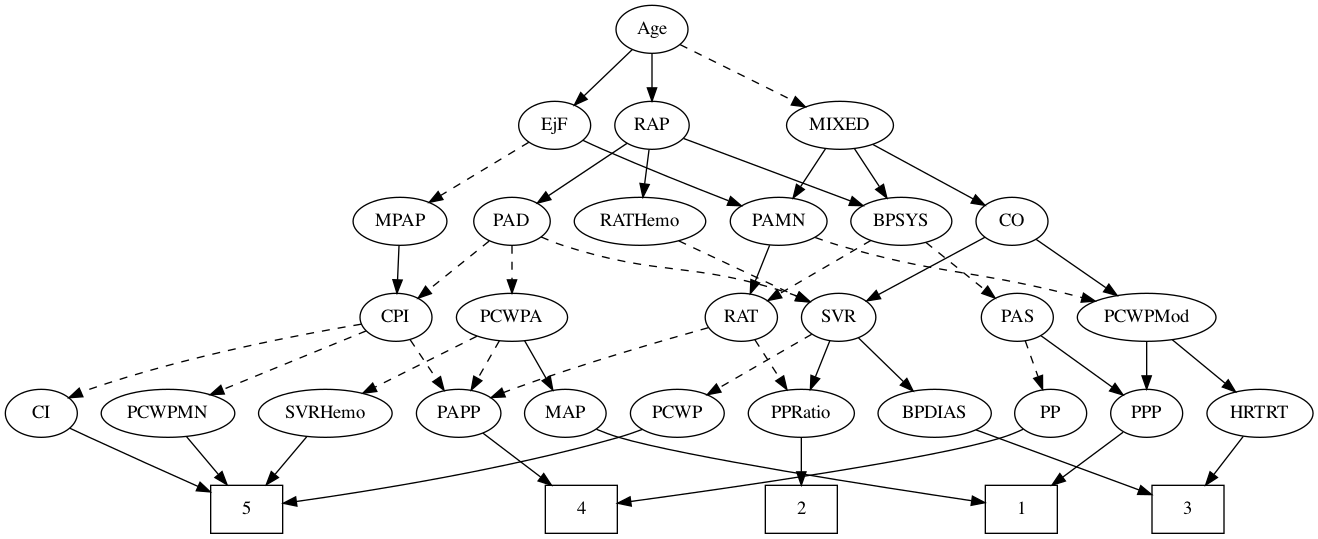 Age
EjF
RAP
MIXED
MPAP
PAD
RATHemo
PAMN
BPSYS
CO
CPI
PCWPA
RAT
SVR
PAS
PCWPMod
CI
PCWPMN
SVRHemo
PAPP
MAP
PCWP
PPRatio
BPDIAS
PP
PPP
HRTRT
5
4
2
1
3